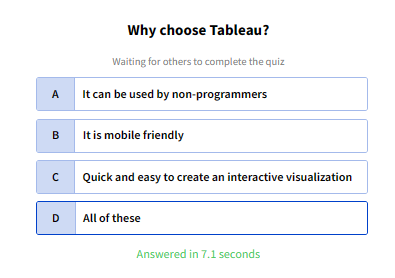 Why choose Tableau?
Waiting for others to complete the quiz
A It can be used by non-programmers
B It is mobile friendly
C Quick and easy to create an interactive visualization
D All of these
Answered in 7.1 seconds